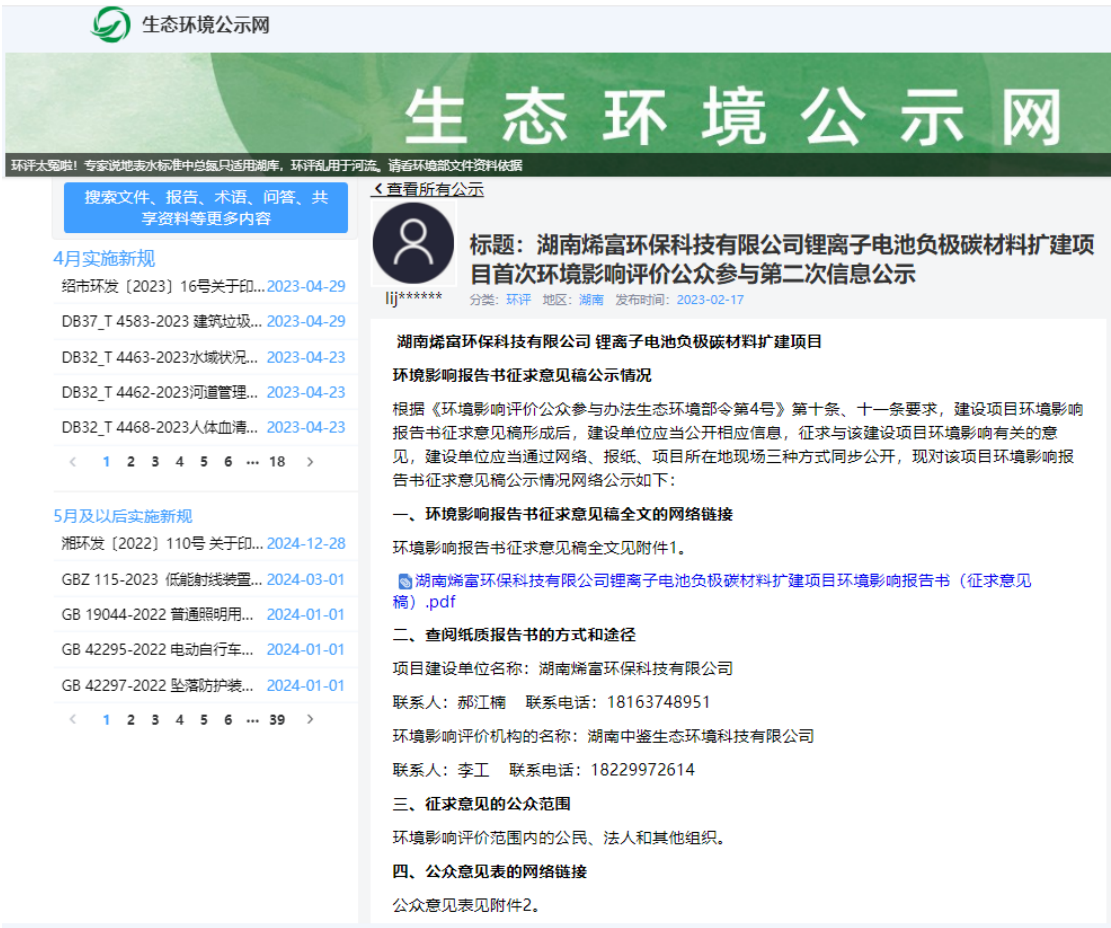 生态环境公示网
生态环境公示网
环评太冤啦！专家说地表水标准中总氮只适用湖库，环评乱用于河流。请看环境部文件资料依据
搜索文件、报告、术语、问答、共
享资料等更多内容
4月实施新规
绍市环发〔2023〕16号关于印... 2023-04-29
DB37_T 4583-2023 建筑垃圾... 2023-04-29
DB32_T 4463-2023水域状况... 2023-04-23
DB32_T 4462-2023河道管理... 2023-04-23
DB32_T 4468-2023人体血清... 2023-04-23
< 1 2 3 4 5 6 ... 18 >
5月及以后实施新规
湘环发〔2022〕110号 关于印... 2024-12-28
GBZ 115-2023 低能射线装置... 2024-03-01
GB 19044-2022 普通照明用... 2024-01-01
GB 42295-2022 电动自行车... 2024-01-01
GB 42297-2022 坠落防护装... 2024-01-01
< 1 2 3 4 5 6 ... 39 >
<查看所有公示
lij******
标题：湖南烯富环保科技有限公司锂离子电池负极碳材料扩建项
目首次环境影响评价公众参与第二次信息公示
分类：环评 地区：湖南 发布时间：2023-02-17
湖南烯富环保科技有限公司 锂离子电池负极碳材料扩建项目
环境影响报告书征求意见稿公示情况
根据《环境影响评价公众参与办法生态环境部令第4号》第十条、十一条要求，建设项目环境影响
报告书征求意见稿形成后，建设单位应当公开相应信息，征求与该建设项目环境影响有关的意
见，建设单位应当通过网络、报纸、项目所在地现场三种方式同步公开，现对该项目环境影响报
告书征求意见稿公示情况网络公示如下：
一、环境影响报告书征求意见稿全文的网络链接
环境影响报告书征求意见稿全文见附件1。
湖南烯富环保科技有限公司锂离子电池负极碳材料扩建项目环境影响报告书（征求意见
稿）.pdf
二、查阅纸质报告书的方式和途径
项目建设单位名称：湖南烯富环保科技有限公司
联系人：郝江楠 联系电话：18163748951
环境影响评价机构的名称：湖南中鉴生态环境科技有限公司
联系人：李工 联系电话：18229972614
三、征求意见的公众范围
环境影响评价范围内的公民、法人和其他组织。
四、公众意见表的网络链接
公众意见表见附件2。